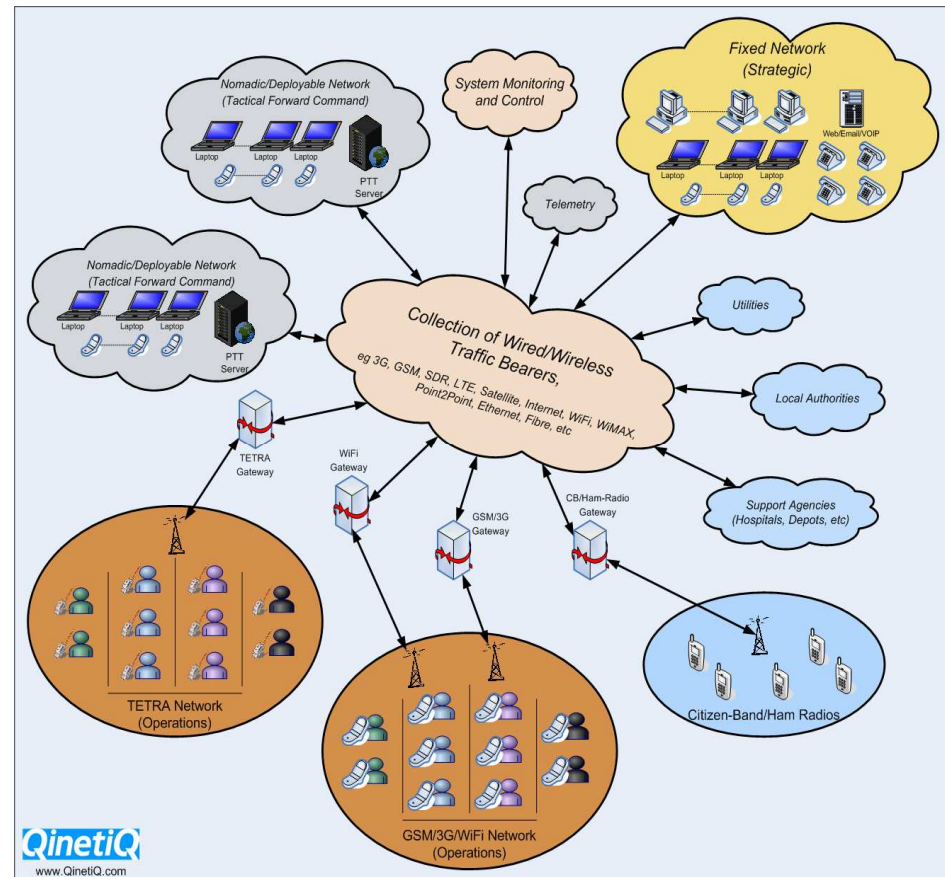 Nomadic/Deployable Network
(Tactical Forward Command)
Laptop
Laptop
Laptop
PTT
Server
System Monitoring
and Control
Fixed Network
(Strategic)
Web/Email/VOIP
Laptop
Laptop
Laptop
Telemetry
Nomadic/Deployable Network
(Tactical Forward Command)
Laptop
Laptop
Laptop
PTT
Server
Collection of Wired/Wireless
Traffic Bearers,
eg 3G, GSM, SDR, LTE, Satellite, Internet, WiFi, WiMAX,
Point2Point, Ethernet, Fibre, etc
Utilities
Local Authorities
Support Agencies
(Hospitals, Depots, etc)
TETRA
Gateway
WiFi
Gateway
GSM/3G
Gateway
CB/Ham-Radio
Gateway
TETRA Network
(Operations)
GSM/3G/WiFi Network
(Operations)
Citizen-Band/Ham Radios
QinetiQ
www.QinetiQ.com